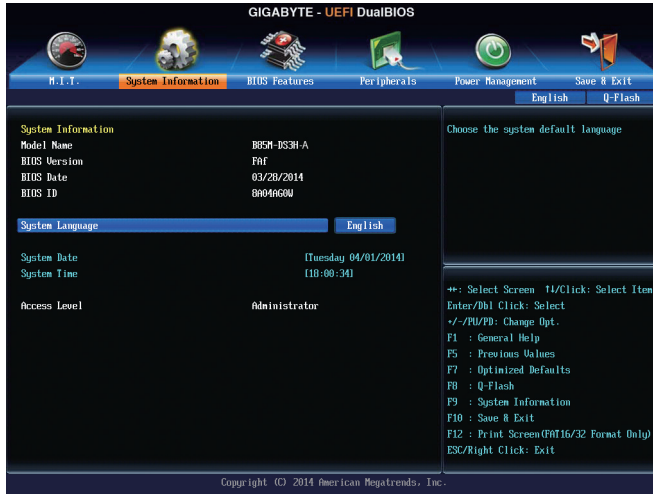 GIGABYTE - UEFI DualBIOS
M.I.T. System Information BIOS Features Peripherals Power Management Save & Exit
English Q-Flash
System Information
Model Name B85M-DS3H-A
BIOS Version FAf
BIOS Date 03/28/2014
BIOS ID 8A04AG0W
System Language English
System Date [Tuesday 04/01/2014]
System Time [18:00:34]
Access Level Administrator
Choose the system default language
→←: Select Screen ↑↓/Click: Select Item
Enter/Dbl Click: Select
+/-/PU/PD: Change Opt.
F1 : General Help
F5 : Previous Values
F7 : Optimized Defaults
F8 : Q-Flash
F9 : System Information
F10 : Save & Exit
F12 : Print Screen(FAT16/32 Format Only)
ESC/Right Click: Exit
Copyright (C) 2014 American Megatrends, Inc.